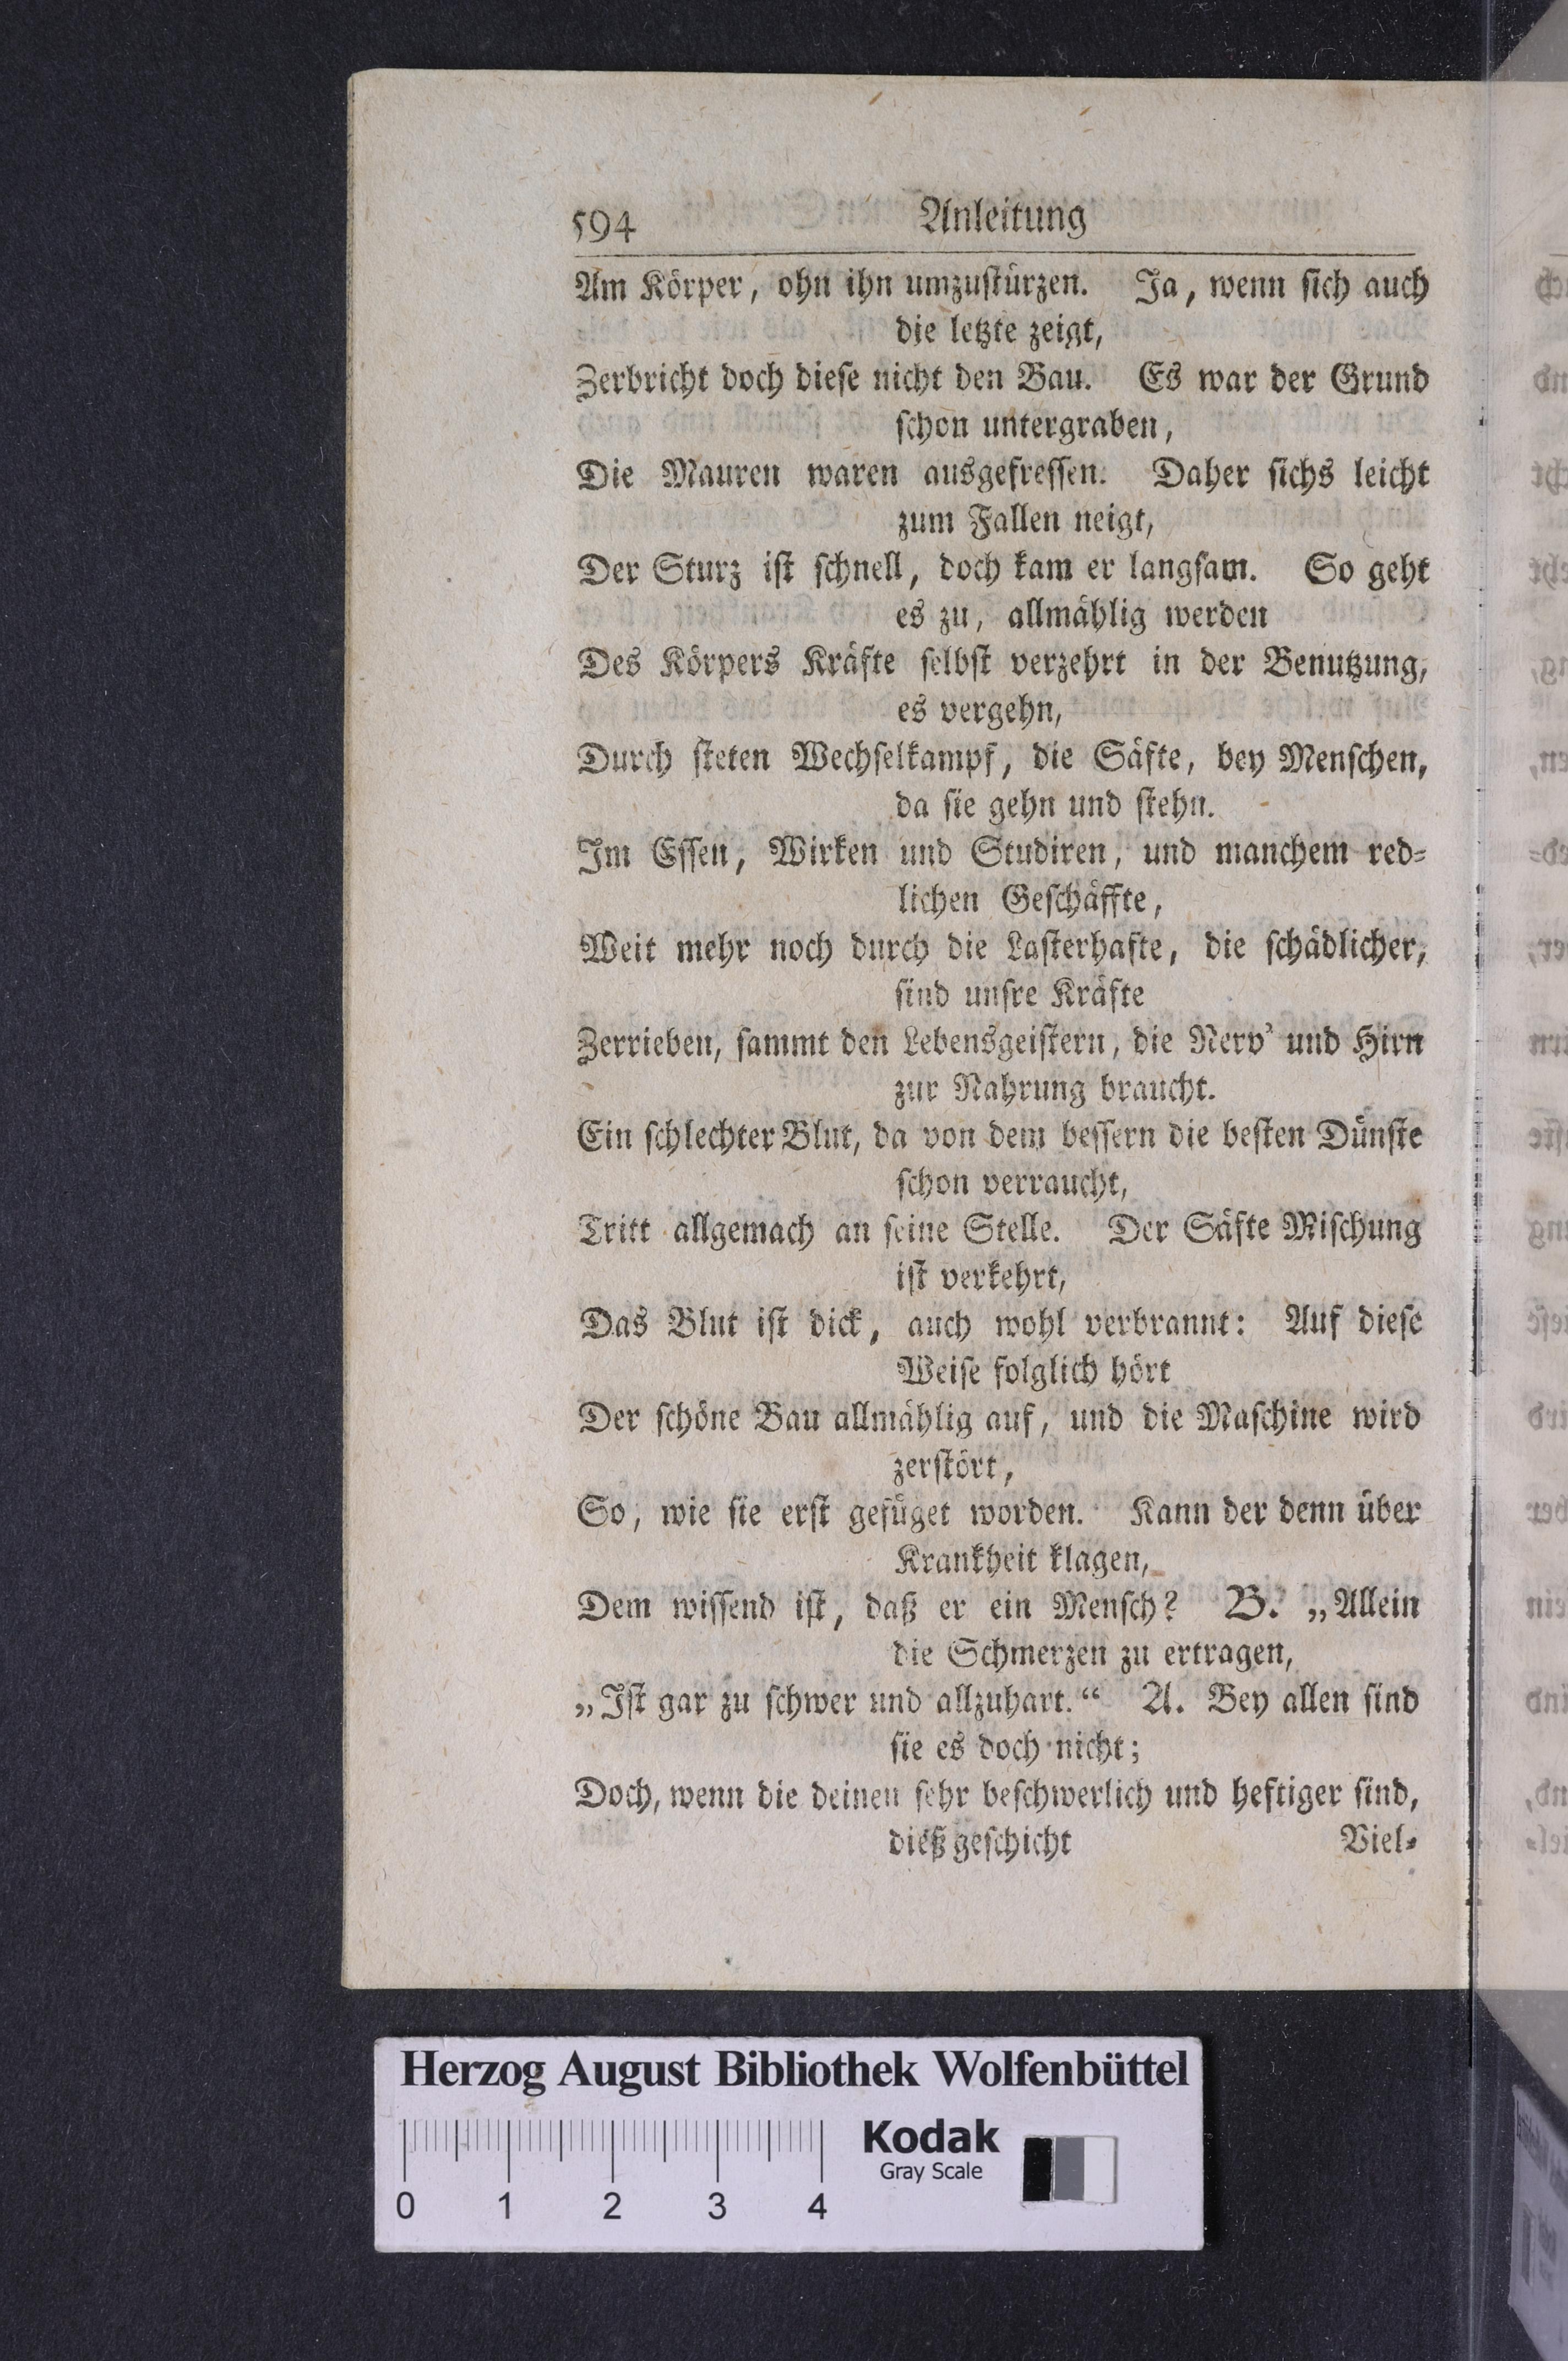 594 Anleitung
Am Körper, ohn ihn umzuſtürzen. Ja, wenn ſich auch
die letzte zeigt,
Zerbricht doch dieſe nicht den Bau. Es war der Grund
ſchon untergraben,
Die Mauren waren ausgefreſſen. Daher ſichs leicht
zum Fallen neigt,
Der Sturz iſt ſchnell, doch kam er langſam. So geht
es zu, allmählig werden
Des Körpers Kräfte ſelbſt verzehrt in der Benutzung,
es vergehn,
Durch ſteten Wechſelkampf, die Säfte, bey Menſchen,
da ſie gehn und ſtehn.
Im Eſſen, Wirken und Studiren, und manchem red⸗
lichen Geſchäffte,
Weit mehr noch durch die Laſterhafte, die ſchädlicher,
ſind unſre Kräfte
Zerrieben, ſammt den Lebensgeiſtern, die Nerv' und Hirn
zur Nahrung braucht.
Ein ſchlechter Blut, da von dem beſſern die beſten Dünſte
ſchon verraucht,
Tritt allgemach an ſeine Stelle. Der Säfte Miſchung
iſt verkehrt,
Das Blut iſt dick, auch wohl verbrannt: Auf dieſe
Weiſe folglich hört
Der ſchöne Bau allmählig auf, und die Maſchine wird
zerſtört,
So, wie ſie erſt gefüget worden. Kann der denn über
Krankheit klagen,
Dem wiſſend iſt, daß er ein Menſch? B. „Allein
die Schmerzen zu ertragen,
„Iſt gar zu ſchwer und allzuhart.“ A. Bey allen ſind
ſie es doch nicht;
Doch, wenn die deinen ſehr beſchwerlich und heftiger ſind,
dieß geſchicht Viel⸗
Herzog August Bibliothek Wolfenbüttel
Kodak
Gray Scale
0 1 2 3 4